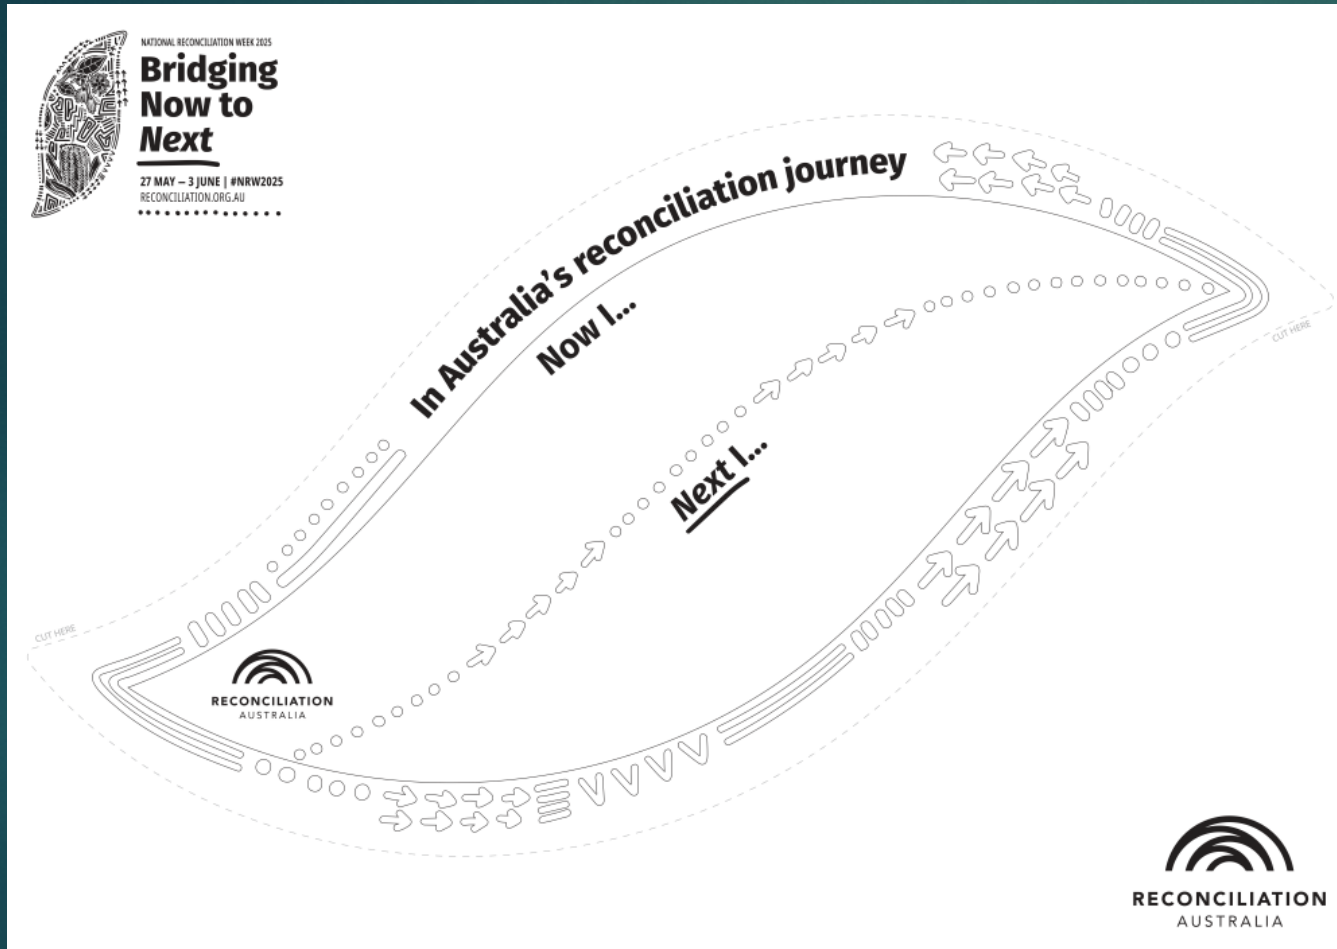 NATIONAL RECONCILIATION WEEK 2025
Bridging
Now to
Next
27 MAY – 3 JUNE | #NRW2025
RECONCILIATION.ORG.AU
In Australia's reconciliation journey
Now I...
CUT HERE
Next I...
CUT HERE
RECONCILIATION
AUSTRALIA
RECONCILIATION
AUSTRALIA